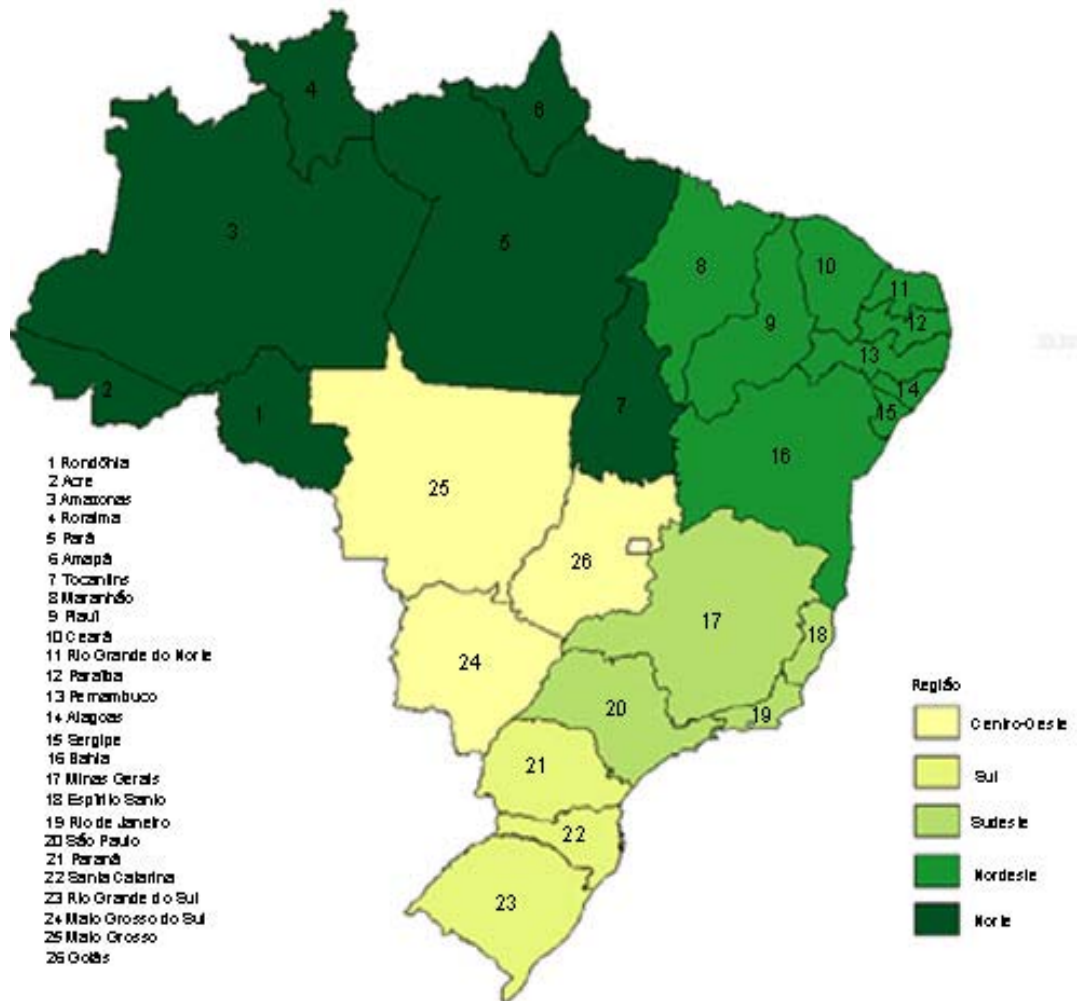 4
6
3
5
8
10
11
12
9
13
14
2
7
15
1
16
25
26
17
18
24
20
19
21
22
23
1 Rondônia
2 Acre
3 Amazonas
4 Roraima
5 Pará
6 Amapá
7 Tocantins
8 Maranhão
9 Piauí
10 Ceará
11 Rio Grande do Norte
12 Paraíba
13 Pernambuco
14 Alagoas
15 Sergipe
16 Bahia
17 Minas Gerais
18 Espírito Santo
19 Rio de Janeiro
20 São Paulo
21 Paraná
22 Santa Catarina
23 Rio Grande do Sul
24 Mato Grosso do Sul
25 Mato Grosso
26 Goiás
Região
Centro-Oeste
Sul
Sudeste
Nordeste
Norte